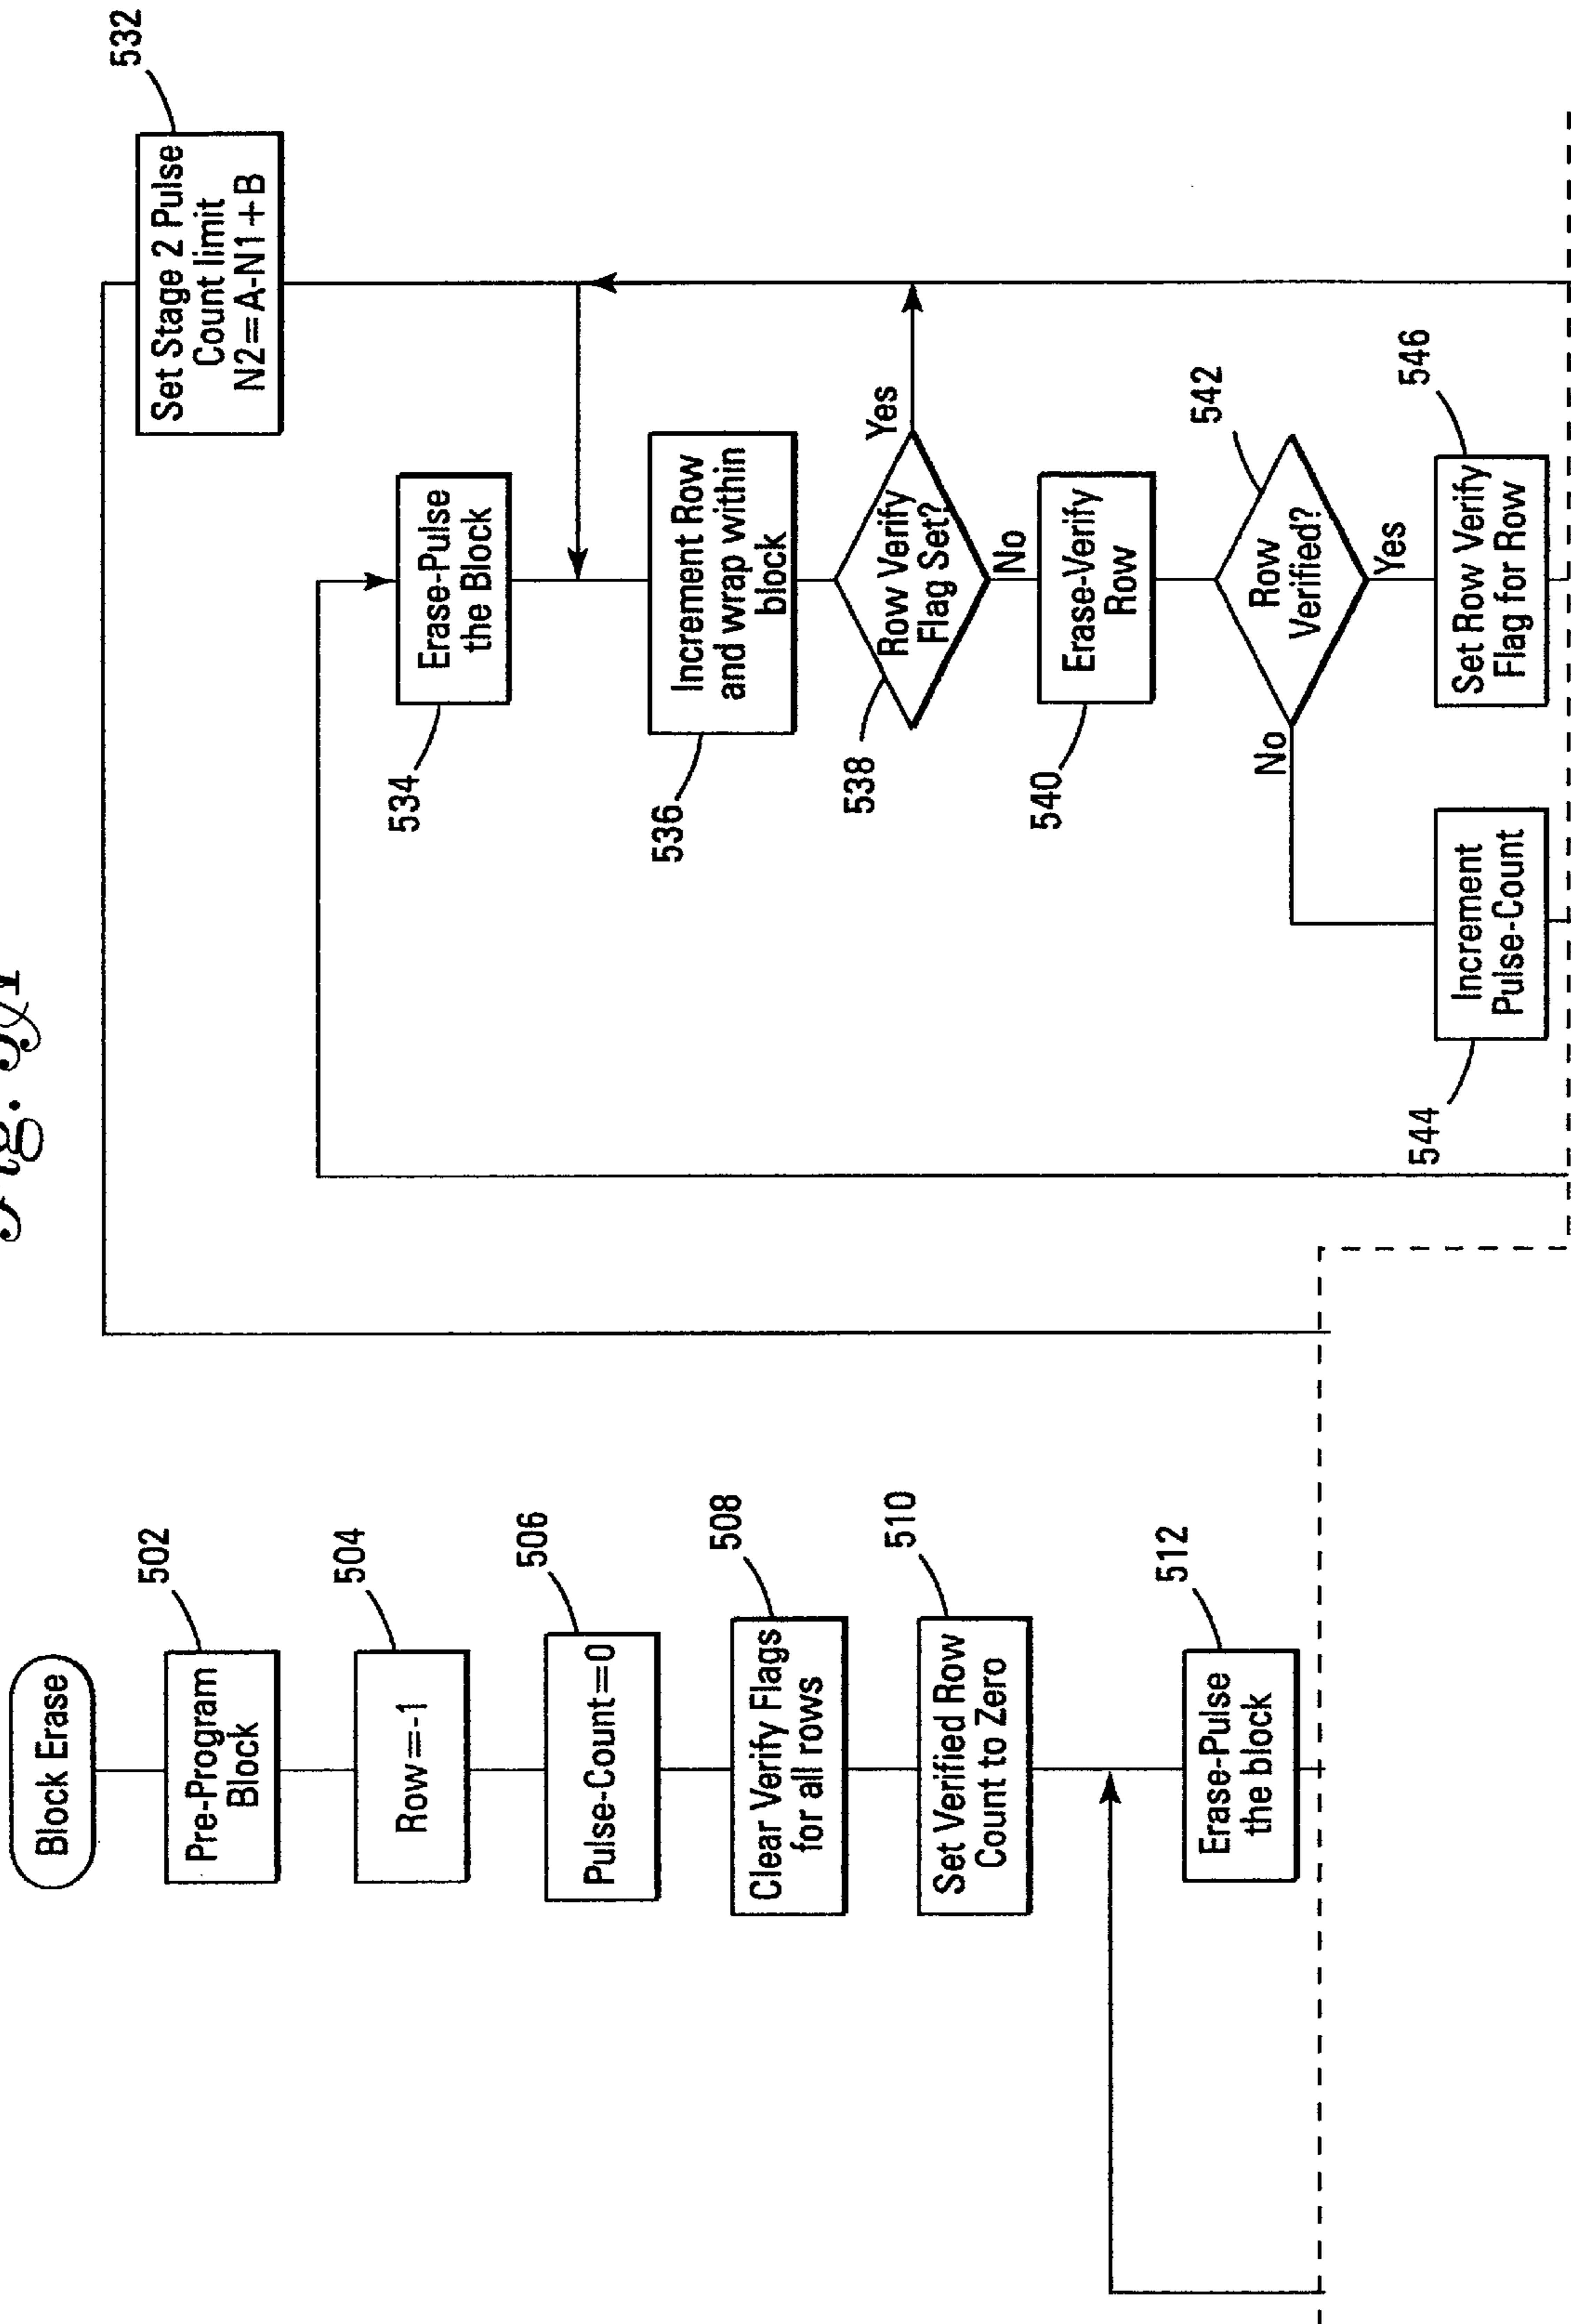 Block Erase
502
Pre-Program
Block
504
Row=-1
506
Pulse-Count=0
508
Clear Verify Flags
for all rows
510
Set Verified Row
Count to Zero
512
Erase-Pulse
the block
532
Set Stage 2 Pulse
Count limit
N2=A-N1+B
534
Erase-Pulse
the Block
536
Increment Row
and wrap within
block
538
Row Verify
Flag Set?
Yes
No
540
Erase-Verify
Row
542
Row
Verified?
No
Yes
544
Increment
Pulse-Count
546
Set Row Verify
Flag for Row